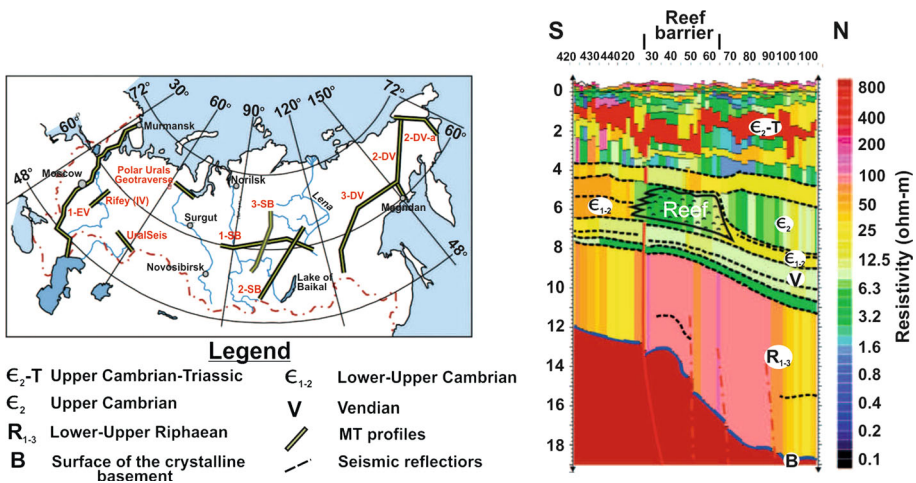 72°
30°
60°
90°
120°
150°
72°
60°
60°
48°
48°
Murmansk
Moscow
Polar Urals
Geotraverse
Norilsk
Lena
2-DV-a
2-DV
3-DV
Magadan
1-EV
Rifey (IV)
UralSeis
Surgut
3-SB
1-SB
Novosibirsk
2-SB
Lake of
Baikal
Legend
Є2-T Upper Cambrian-Triassic
Є2 Upper Cambrian
R1-3 Lower-Upper Riphaean
B Surface of the crystalline
basement
Є1-2 Lower-Upper Cambrian
V Vendian
MT profiles
Seismic reflections
S
Reef
barrier
N
420 430 440 20 30 40 50 60 70 80 90 100 110
0
2
4
6
8
10
12
14
16
18
Є2-T
Є1-2
Reef
Є2
Є1-2
V
R1-3
B
800
400
200
100
50
25
12.5
6.4
3.2
1.6
0.8
0.4
0.2
0.1
Resistivity (ohm-m)